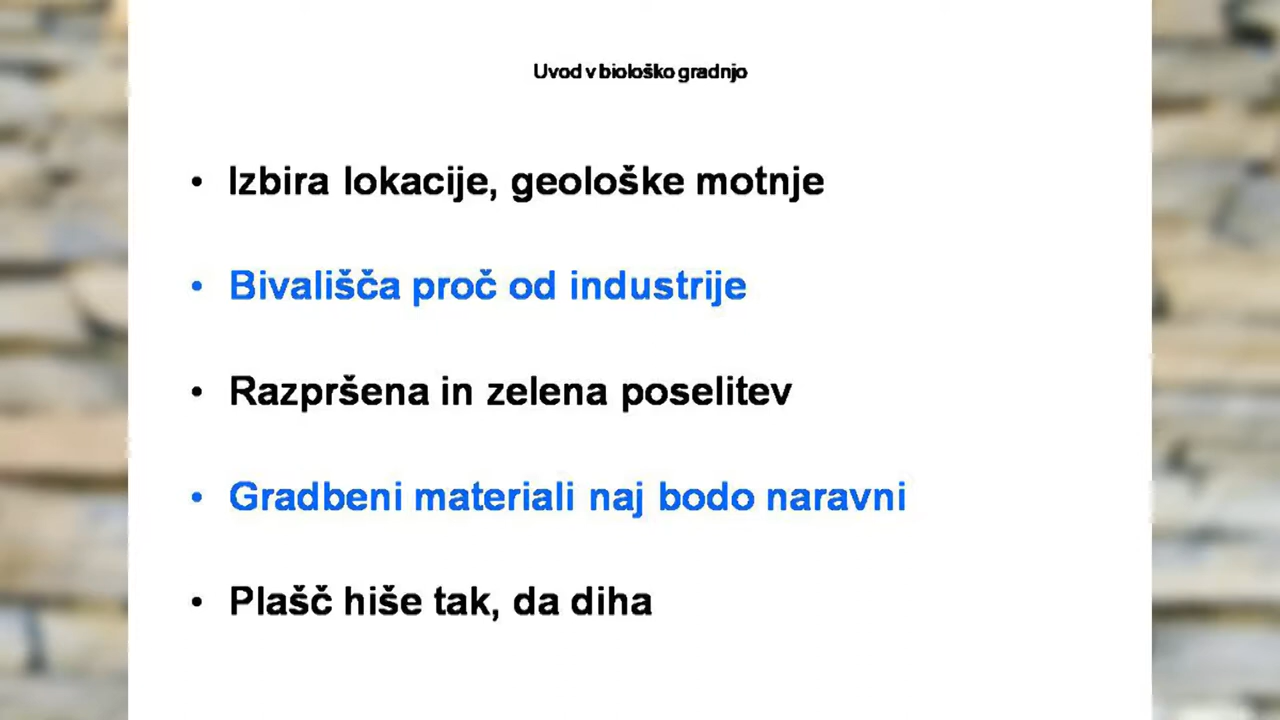 Uvod v biološko gradnjo
• Izbira lokacije, geološke motnje
• Bivališča proč od industrije
• Razpršena in zelena poselitev
• Gradbeni materiali naj bodo naravni
• Plašč hiše tak, da diha